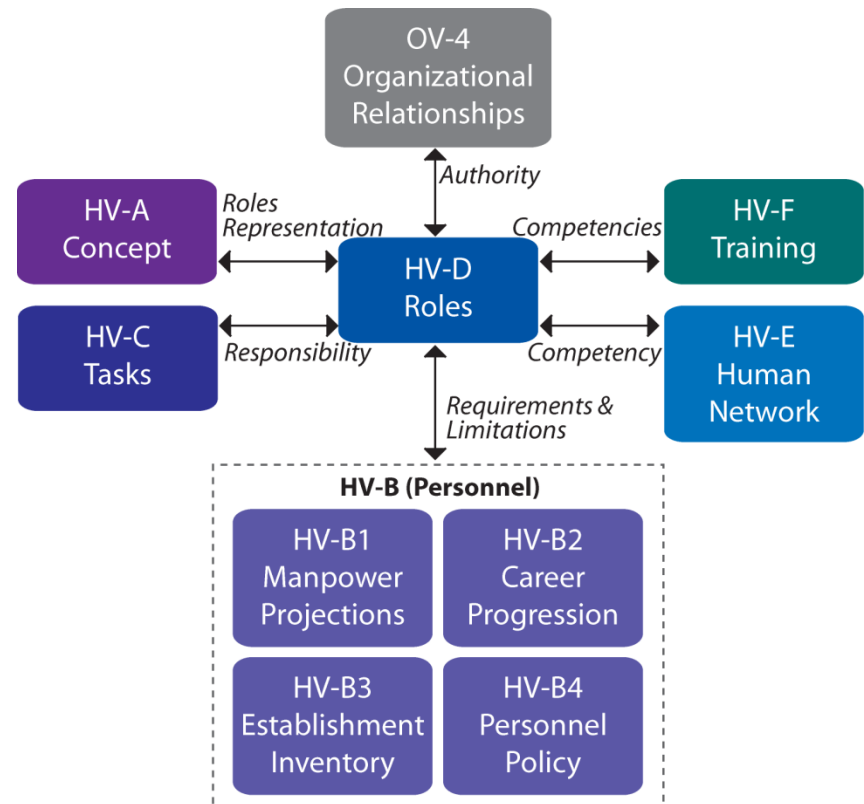 OV-4
Organizational
Relationships
Authority
HV-A
Concept
Roles
Representation
HV-D
Roles
Competencies
HV-F
Training
HV-C
Tasks
Responsibility
Competency
HV-E
Human
Network
Requirements &
Limitations
HV-B (Personnel)
HV-B1
Manpower
Projections
HV-B2
Career
Progression
HV-B3
Establishment
Inventory
HV-B4
Personnel
Policy